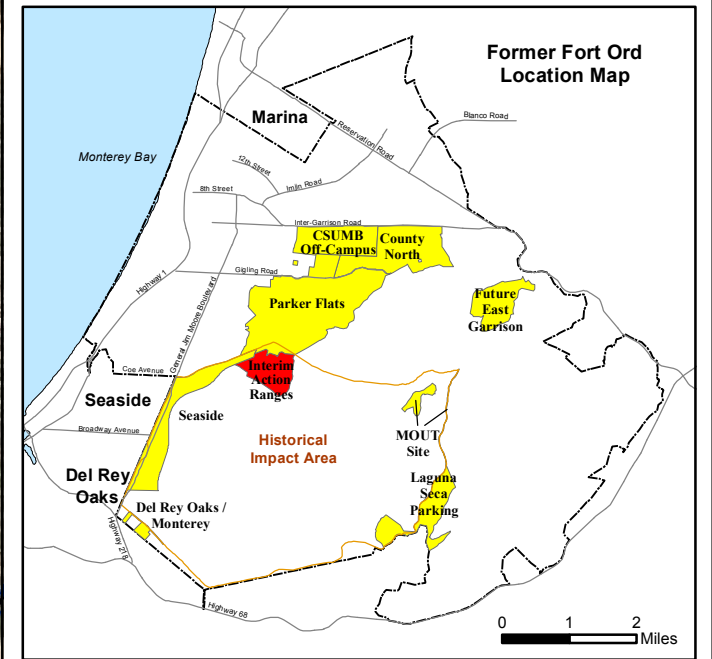 Former Fort Ord
Location Map
Marina
Blanco Road
Reservation Road
Monterey Bay
12th Street
Imjin Road
8th Street
Inter-Garrison Road
CSUMB
Off-Campus
County
North
Gigling Road
Highway 1
General Jim Moore Boulevard
Parker Flats
Future
East
Garrison
Coe Avenue
Interim
Action
Ranges
Seaside
Seaside
Broadway Avenue
Historical
Impact Area
MOUT
Site
Del Rey
Oaks
Laguna
Seca
Parking
Del Rey Oaks /
Monterey
Highway 218
Highway 68
0 1 2
Miles